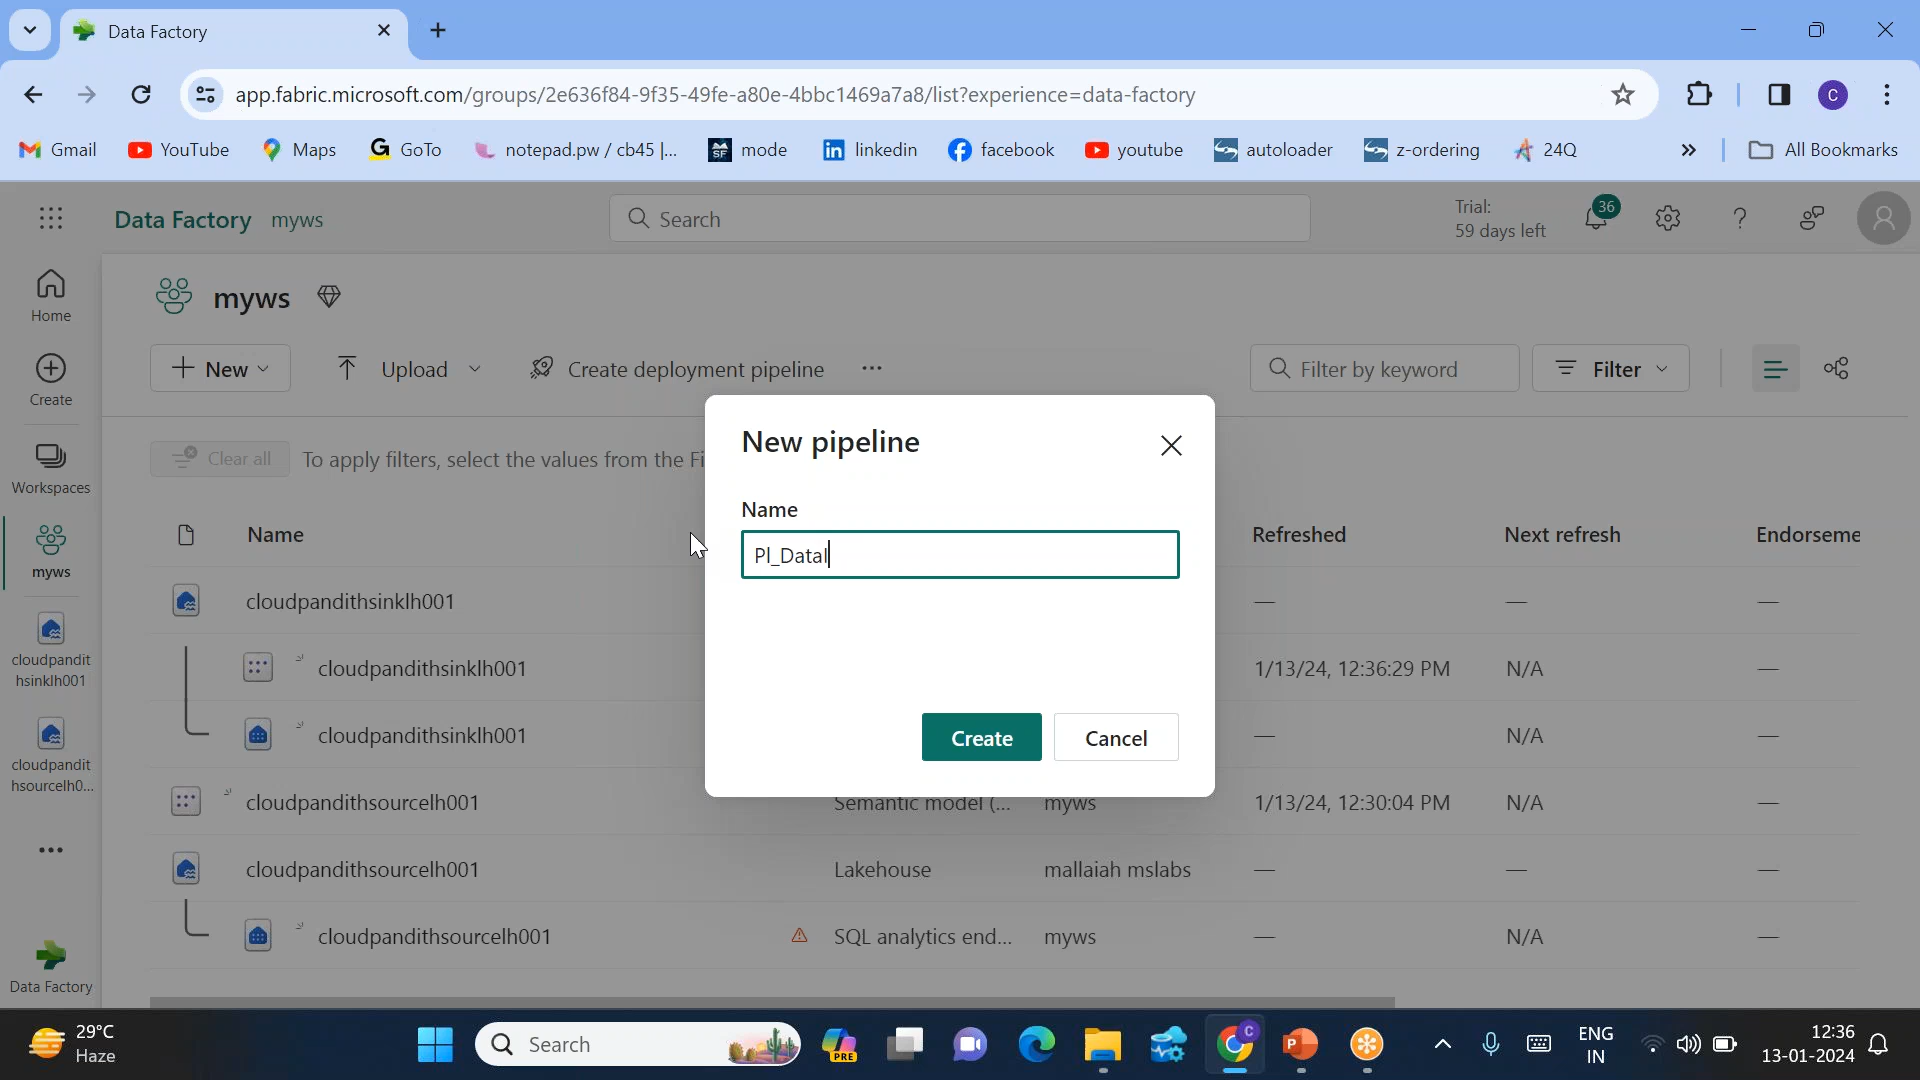 Data Factory
app.fabric.microsoft.com/groups/2e636f84-9f35-49fe-a80e-4bbc1469a7a8/list?experience=data-factory
C
Gmail YouTube Maps GoTo notepad.pw / cb45 |... mode linkedin facebook youtube autoloader z-ordering 24Q All Bookmarks
Data Factory myws Search Trial: 59 days left 36
Home
Create
Workspaces
myws
cloudpandit
hsinklh001
cloudpandit
hsourcelh0...
Data Factory
myws
New Upload Create deployment pipeline ... Filter by keyword Filter
Clear all To apply filters, select the values from the Fi
Name Refreshed Next refresh Endorseme
cloudpandithsinklh001 — — —
cloudpandithsinklh001 1/13/24, 12:36:29 PM N/A —
cloudpandithsinklh001 — N/A —
cloudpandithsourcelh001 Semantic model (... myws 1/13/24, 12:30:04 PM N/A —
cloudpandithsourcelh001 Lakehouse mallaiah mslabs — — —
cloudpandithsourcelh001 SQL analytics end... myws — N/A —
New pipeline
Name
Pl_DataI
Create Cancel
29°C
Haze
Search
PRE
C
ENG
IN
12:36
13-01-2024